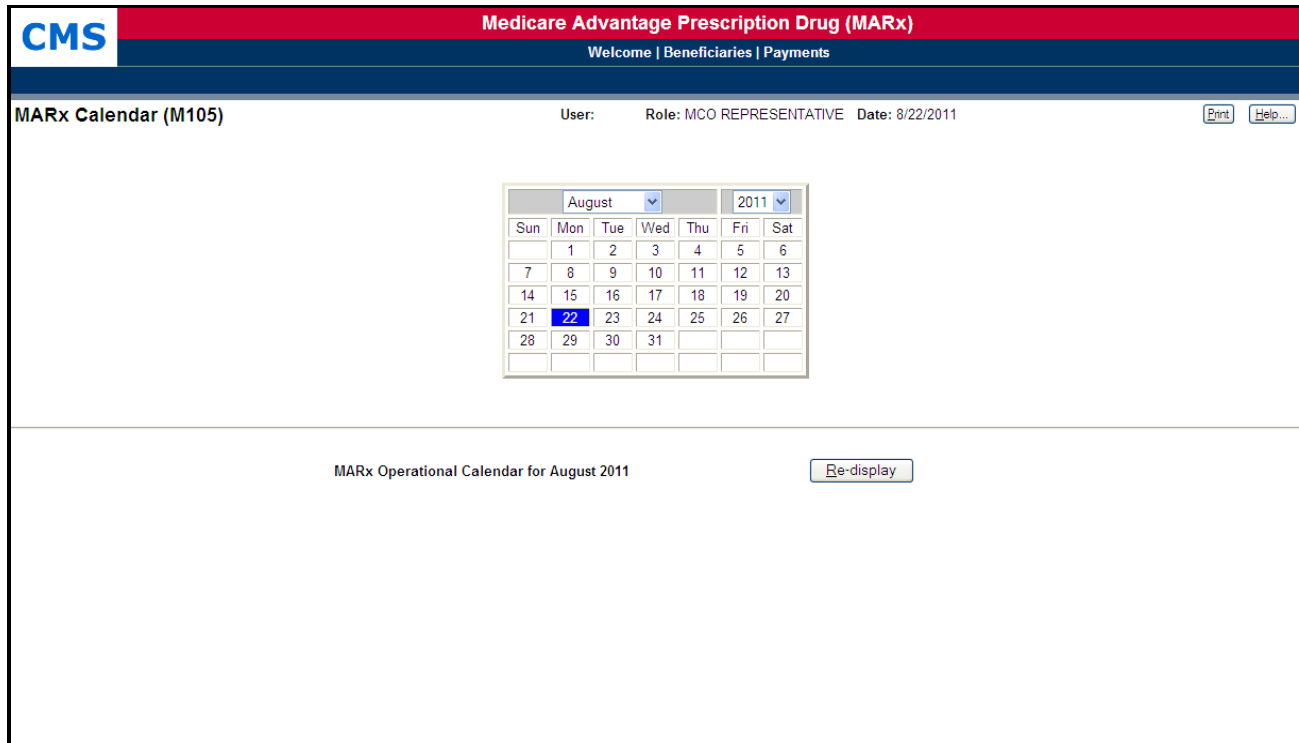 CMS
Medicare Advantage Prescription Drug (MARx)
Welcome | Beneficiaries | Payments
MARx Calendar (M105) User: Role: MCO REPRESENTATIVE Date: 8/22/2011 Print Help...
August 2011
Sun Mon Tue Wed Thu Fri Sat
1 2 3 4 5 6
7 8 9 10 11 12 13
14 15 16 17 18 19 20
21 22 23 24 25 26 27
28 29 30 31
MARx Operational Calendar for August 2011 Re-display